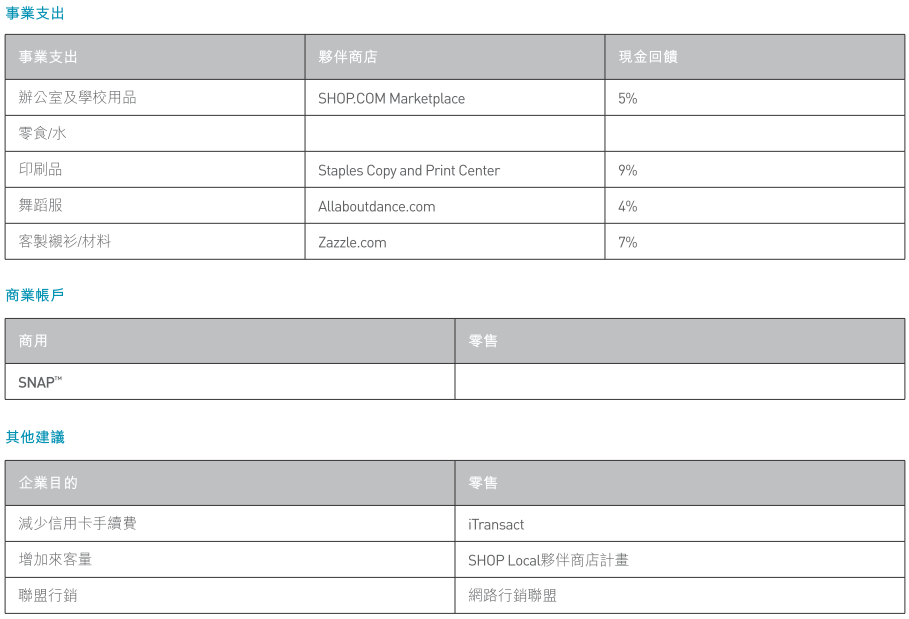 事業支出
事業支出 夥伴商店 現金回饋
辦公室及學校用品 SHOP.COM Marketplace 5%
零食/水
印刷品 Staples Copy and Print Center 9%
舞蹈服 Allaboutdance.com 4%
客製襯衫/材料 Zazzle.com 7%
商業帳戶
商用 零售
SNAP™
其他建議
企業目的 零售
減少信用卡手續費 iTransact
增加來客量 SHOP Local夥伴商店計畫
聯盟行銷 網路行銷聯盟